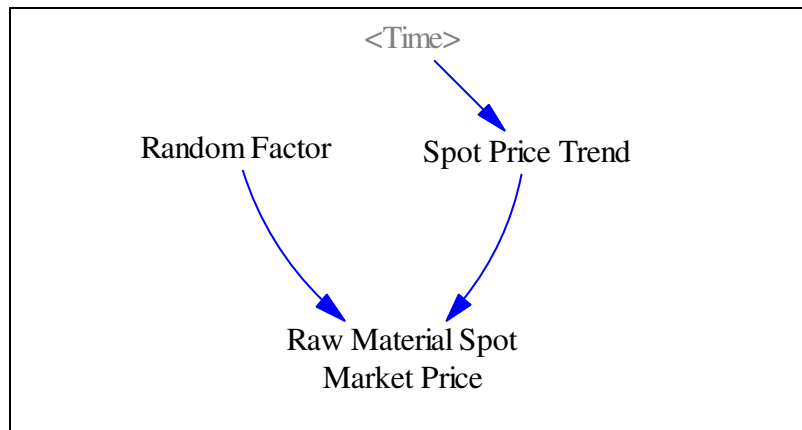 <Time>
Random Factor
Spot Price Trend
Raw Material Spot
Market Price